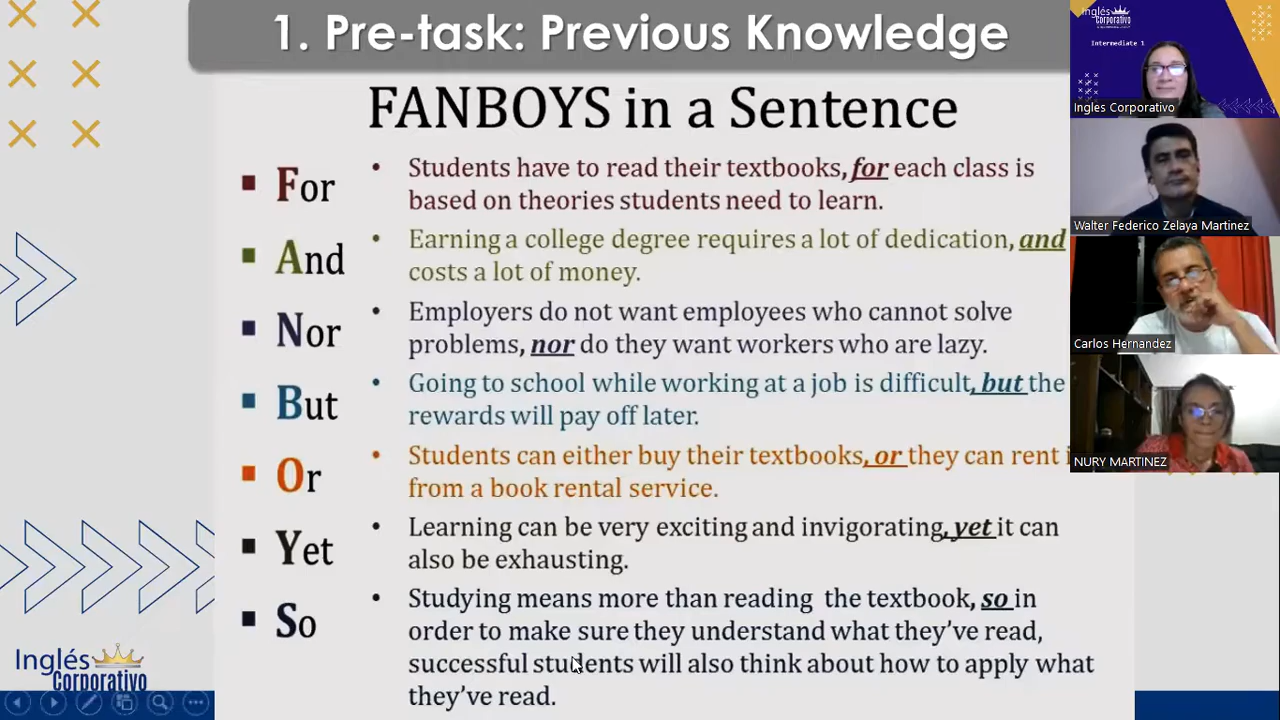 1. Pre-task: Previous Knowledge
FANBOYS in a Sentence
For
Students have to read their textbooks, for each class is
based on theories students need to learn.
And
Earning a college degree requires a lot of dedication, and
costs a lot of money.
Nor
Employers do not want employees who cannot solve
problems, nor do they want workers who are lazy.
But
Going to school while working at a job is difficult, but the
rewards will pay off later.
Or
Students can either buy their textbooks, or they can rent
from a book rental service.
Yet
Learning can be very exciting and invigorating, yet it can
also be exhausting.
So
Studying means more than reading the textbook, so in
order to make sure they understand what they've read,
successful students will also think about how to apply what
they've read.
Inglés
Corporativo
Inglés
Corporativo
Intermediate 1
Ingles Corporativo
Walter Federico Zelaya Martinez
Carlos Hernandez
NURY MARTINEZ